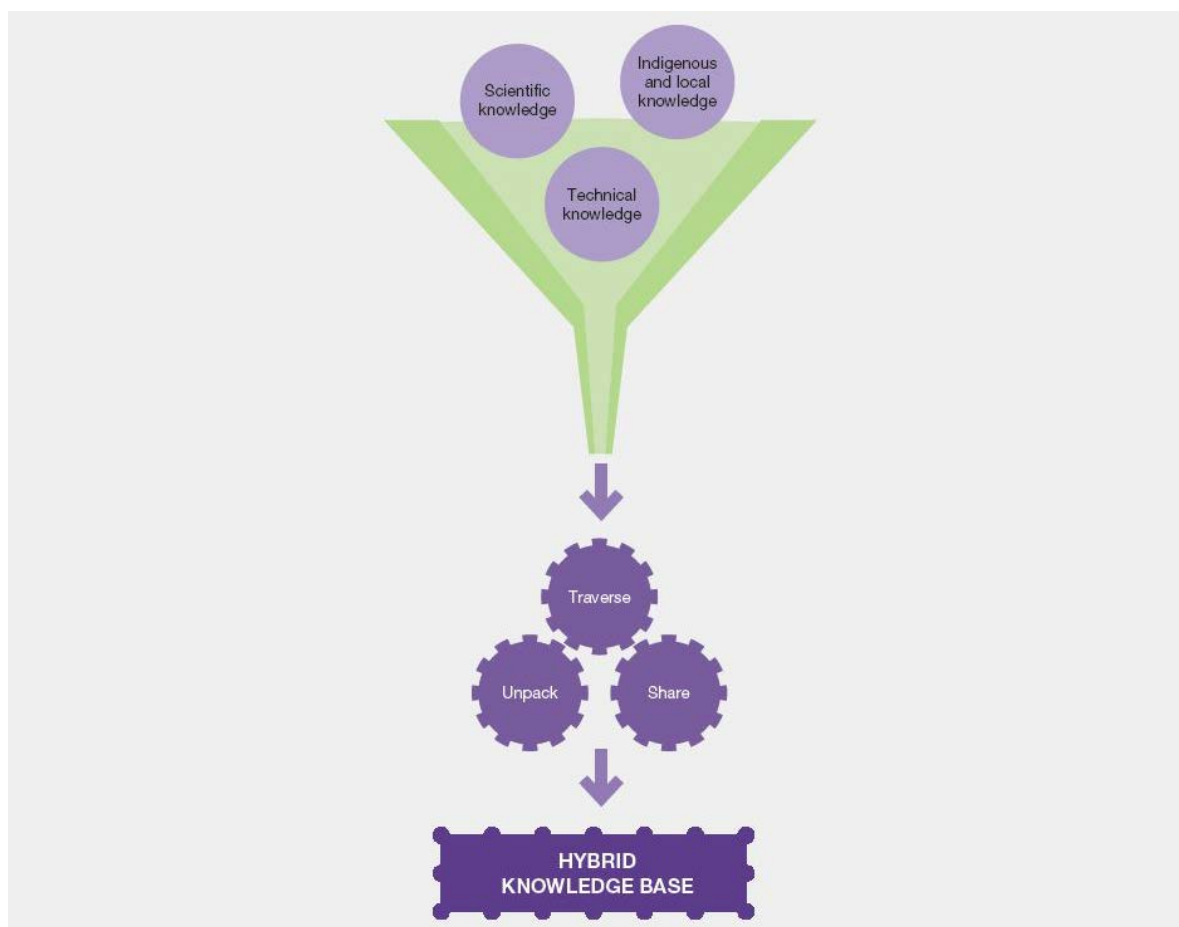 Scientific
knowledge
Indigenous
and local
knowledge
Technical
knowledge
Traverse
Unpack
Share
HYBRID
KNOWLEDGE BASE